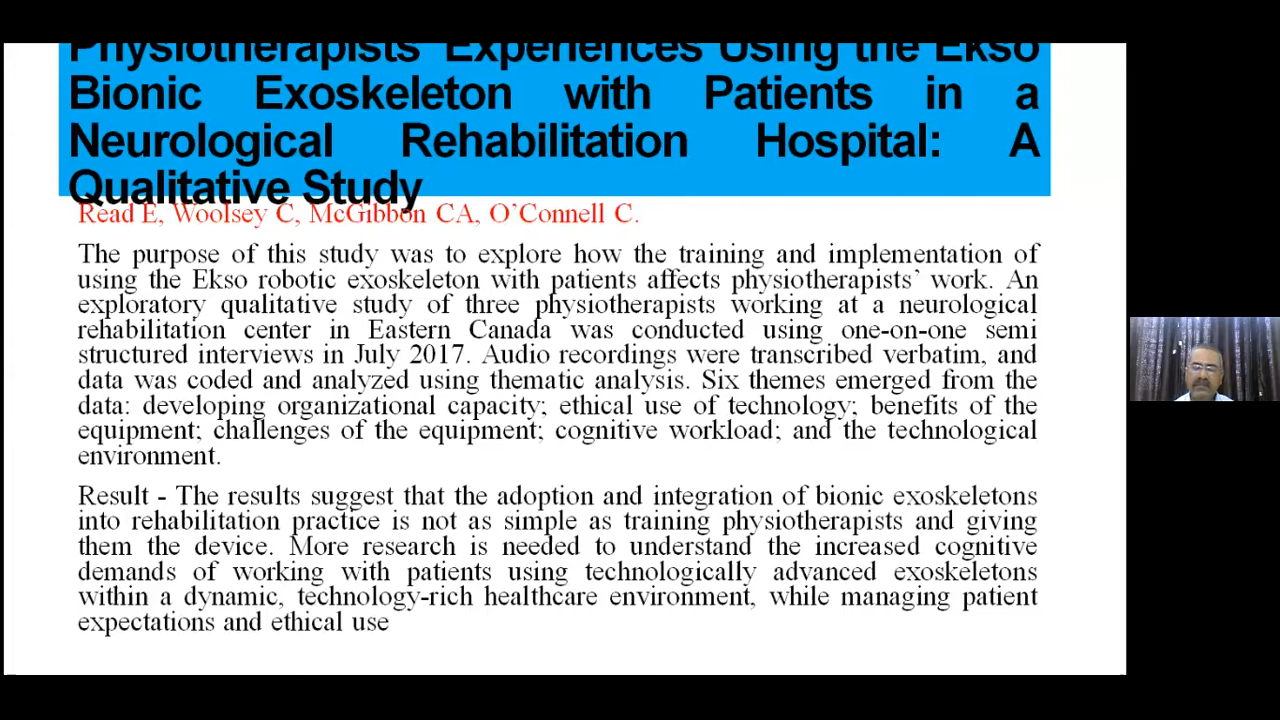 Physiotherapists' Experiences Using the Ekso
Bionic Exoskeleton with Patients in a
Neurological Rehabilitation Hospital: A
Qualitative Study
Read E, Woolsey C, McGibbon CA, O’Connell C.
The purpose of this study was to explore how the training and implementation of
using the Ekso robotic exoskeleton with patients affects physiotherapists’ work. An
exploratory qualitative study of three physiotherapists working at a neurological
rehabilitation center in Eastern Canada was conducted using one-on-one semi
structured interviews in July 2017. Audio recordings were transcribed verbatim, and
data was coded and analyzed using thematic analysis. Six themes emerged from the
data: developing organizational capacity; ethical use of technology; benefits of the
equipment; challenges of the equipment; cognitive workload; and the technological
environment.
Result - The results suggest that the adoption and integration of bionic exoskeletons
into rehabilitation practice is not as simple as training physiotherapists and giving
them the device. More research is needed to understand the increased cognitive
demands of working with patients using technologically advanced exoskeletons
within a dynamic, technology-rich healthcare environment, while managing patient
expectations and ethical use